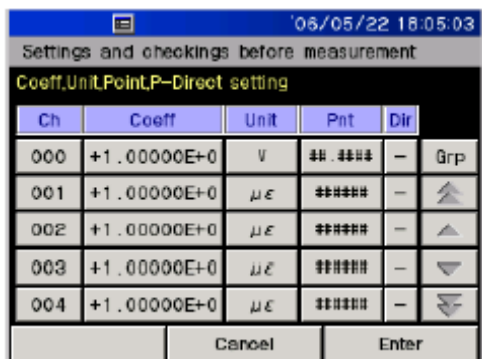 '06/05/22 18:05:03
Settings and checkings before measurement
Coeff,Unit,Point,P-Direct setting
Ch Coeff Unit Pnt Dir
000 +1.00000E+0 V ##.#### − Grp
001 +1.00000E+0 με ###### −
002 +1.00000E+0 με ###### −
003 +1.00000E+0 με ###### −
004 +1.00000E+0 με ###### −
Cancel Enter